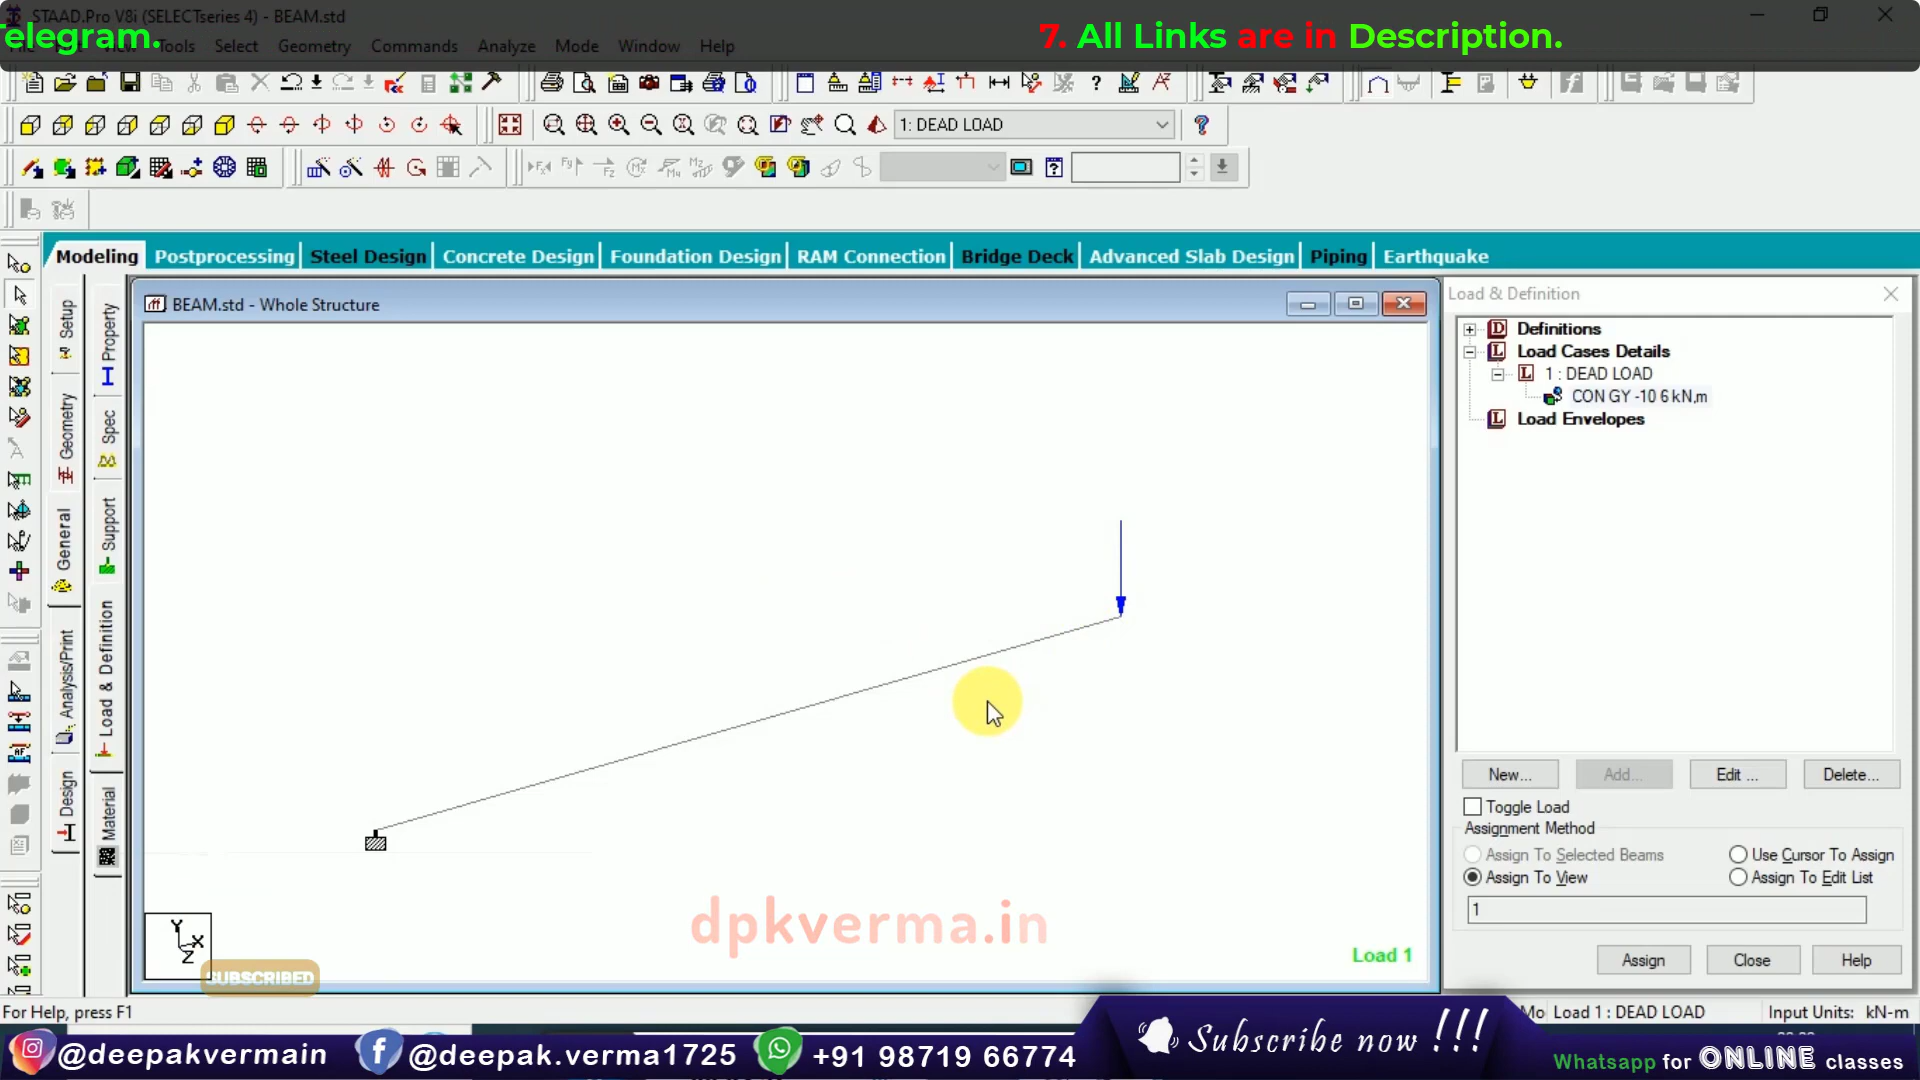 STAAD.Pro V8i (SELECTseries 4) - BEAM.std
elegram.
7. All Links are in Description.
View Tools Select Geometry Commands Analyze Mode Window Help
1: DEAD LOAD
Modeling Postprocessing Steel Design Concrete Design Foundation Design RAM Connection Bridge Deck Advanced Slab Design Piping Earthquake
BEAM.std - Whole Structure
Load & Definition
Setup
Geometry
General
Analysis/Print
Design
Property
Spec
Support
Load & Definition
Material
Definitions
Load Cases Details
1 : DEAD LOAD
CON GY -10 6 kN,m
Load Envelopes
New... Add... Edit ... Delete...
Toggle Load
Assignment Method
Assign To Selected Beams Use Cursor To Assign
Assign To View Assign To Edit List
1
Assign Close Help
Y
X
Z
dpkverma.in
Load 1
SUBSCRIBED
For Help, press F1
Mo Load 1 : DEAD LOAD Input Units: kN-m
@deepakvermain @deepak.verma1725 +91 98719 66774 Subscribe now !!! Whatsapp for ONLINE classes